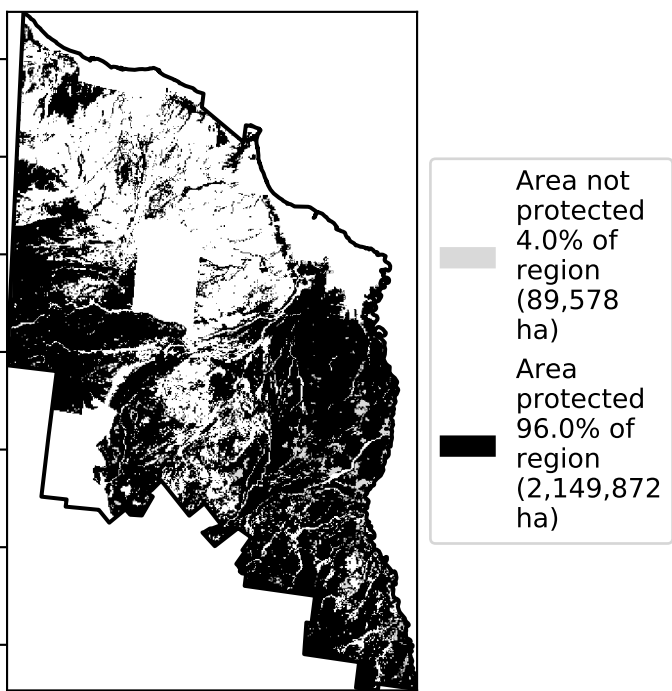 Area not
protected
4.0% of
region
(89,578
ha)
Area
protected
96.0% of
region
(2,149,872
ha)